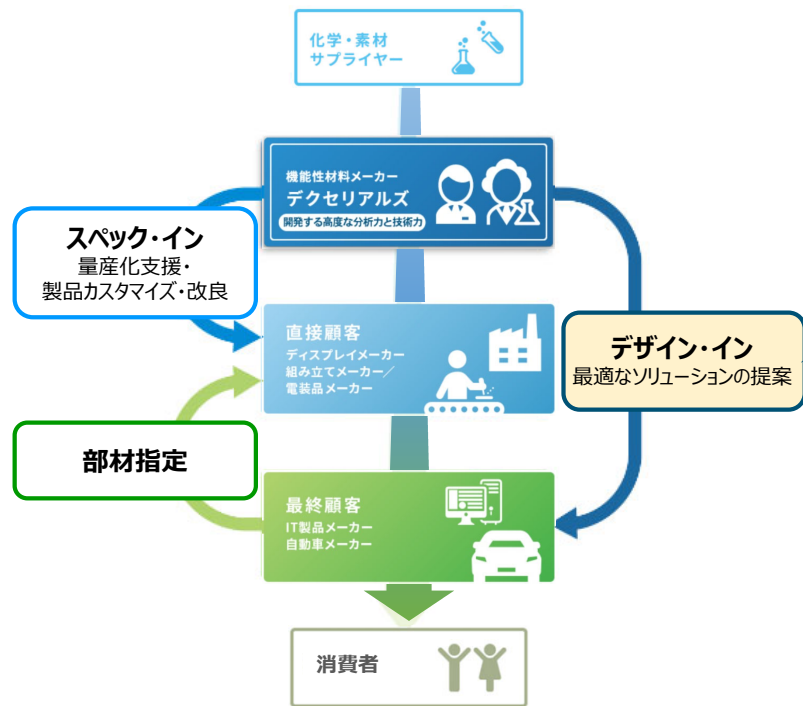 化学・素材
サプライヤー
機能性材料メーカー
デクセリアルズ
開発する高度な分析力と技術力
スペック・イン
量産化支援・
製品カスタマイズ・改良
直接顧客
ディスプレイメーカー
組み立てメーカー／
電装品メーカー
デザイン・イン
最適なソリューションの提案
部材指定
最終顧客
IT製品メーカー
自動車メーカー
消費者